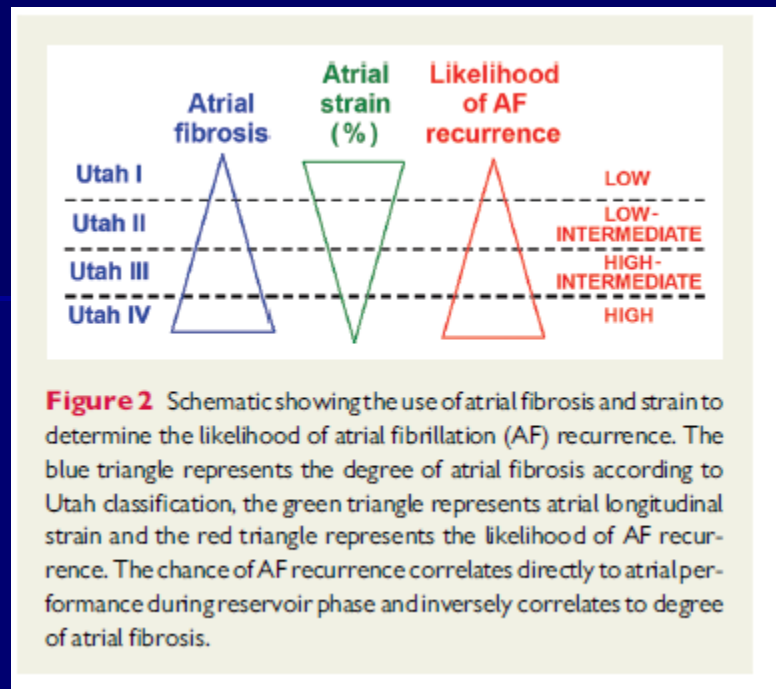 Atrial fibrosis
Atrial strain (%)
Likelihood of AF recurrence
Utah I
LOW
Utah II
LOW-INTERMEDIATE
Utah III
HIGH-INTERMEDIATE
Utah IV
HIGH
Figure 2 Schematic showing the use of atrial fibrosis and strain to
determine the likelihood of atrial fibrillation (AF) recurrence. The
blue triangle represents the degree of atrial fibrosis according to
Utah classification, the green triangle represents atrial longitudinal
strain and the red triangle represents the likelihood of AF recur-
rence. The chance of AF recurrence correlates directly to atrial per-
formance during reservoir phase and inversely correlates to degree
of atrial fibrosis.